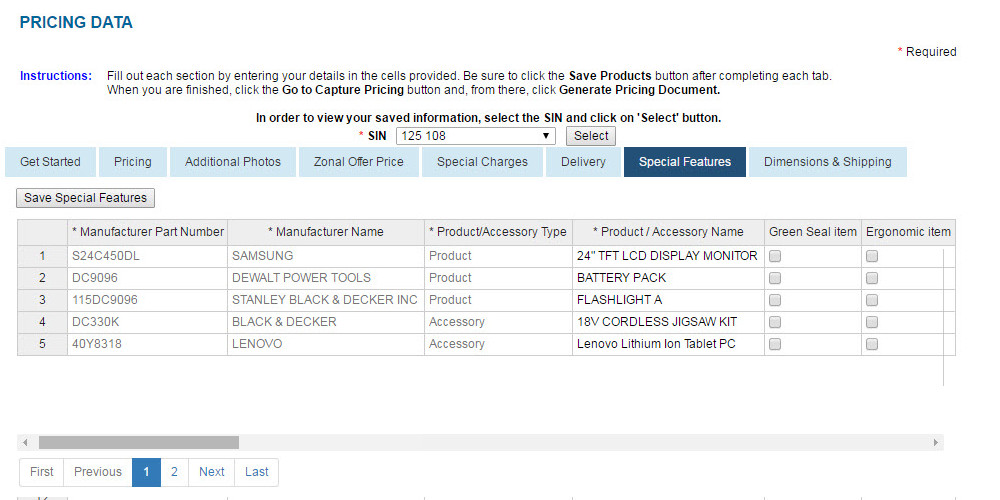 PRICING DATA
* Required
Instructions: Fill out each section by entering your details in the cells provided. Be sure to click the Save Products button after completing each tab.
When you are finished, click the Go to Capture Pricing button and, from there, click Generate Pricing Document.
In order to view your saved information, select the SIN and click on 'Select' button.
* SIN 125 108 Select
Get Started Pricing Additional Photos Zonal Offer Price Special Charges Delivery Special Features Dimensions & Shipping
Save Special Features
* Manufacturer Part Number * Manufacturer Name * Product/Accessory Type * Product / Accessory Name Green Seal item Ergonomic item
1 S24C450DL SAMSUNG Product 24" TFT LCD DISPLAY MONITOR
2 DC9096 DEWALT POWER TOOLS Product BATTERY PACK
3 115DC9096 STANLEY BLACK & DECKER INC Product FLASHLIGHT A
4 DC330K BLACK & DECKER Accessory 18V CORDLESS JIGSAW KIT
5 40Y8318 LENOVO Accessory Lenovo Lithium Ion Tablet PC
First Previous 1 2 Next Last